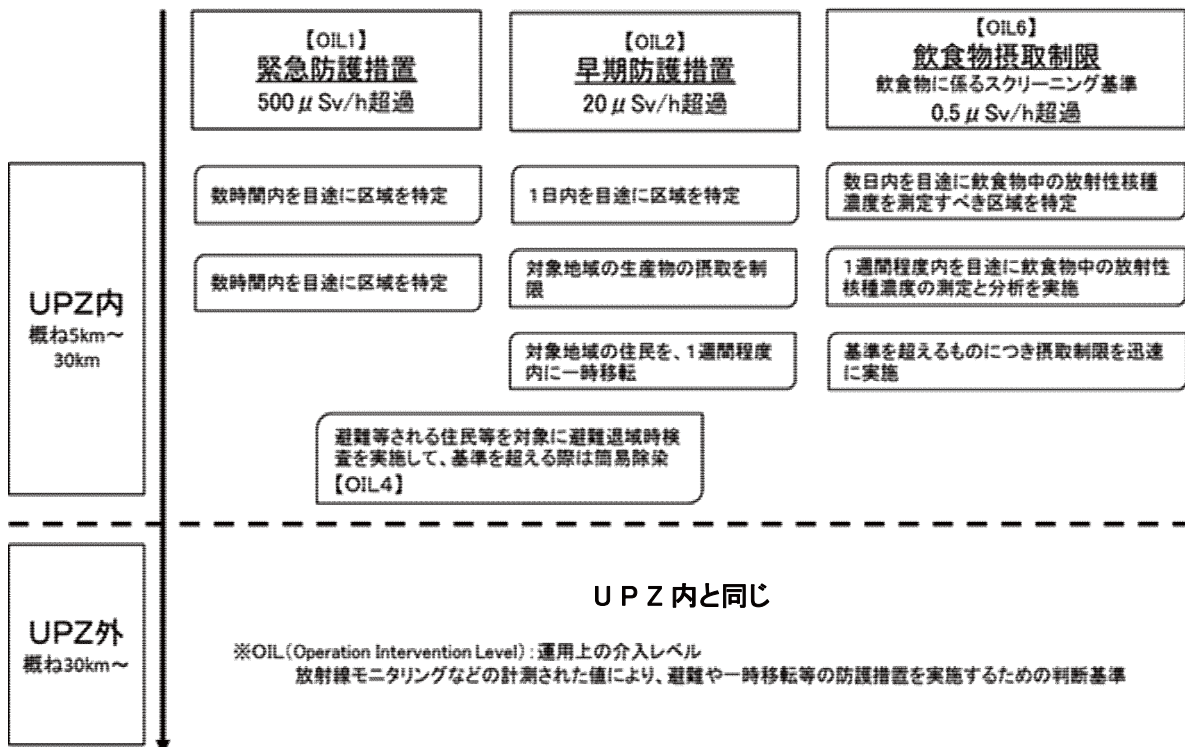 【OIL1】
緊急防護措置
500μSv/h超過
【OIL2】
早期防護措置
20μSv/h超過
【OIL6】
飲食物摂取制限
飲食物に係るスクリーニング基準
0.5μSv/h超過
UPZ内
概ね5km～
30km
数時間内を目途に区域を特定
1日内を目途に区域を特定
数日内を目途に飲食物中の放射性核種
濃度を測定すべき区域を特定
数時間内を目途に区域を特定
対象地域の生産物の摂取を制
限
1週間程度内を目途に飲食物中の放射性
核種濃度の測定と分析を実施
対象地域の住民を、1週間程度
内に一時移転
基準を超えるものにつき摂取制限を迅速
に実施
避難等される住民等を対象に避難退域時検
査を実施して、基準を超える際は簡易除染
【OIL4】
UPZ外
概ね30km～
ＵＰＺ内と同じ
※OIL(Operation Intervention Level):運用上の介入レベル
放射線モニタリングなどの計測された値により、避難や一時移転等の防護措置を実施するための判断基準